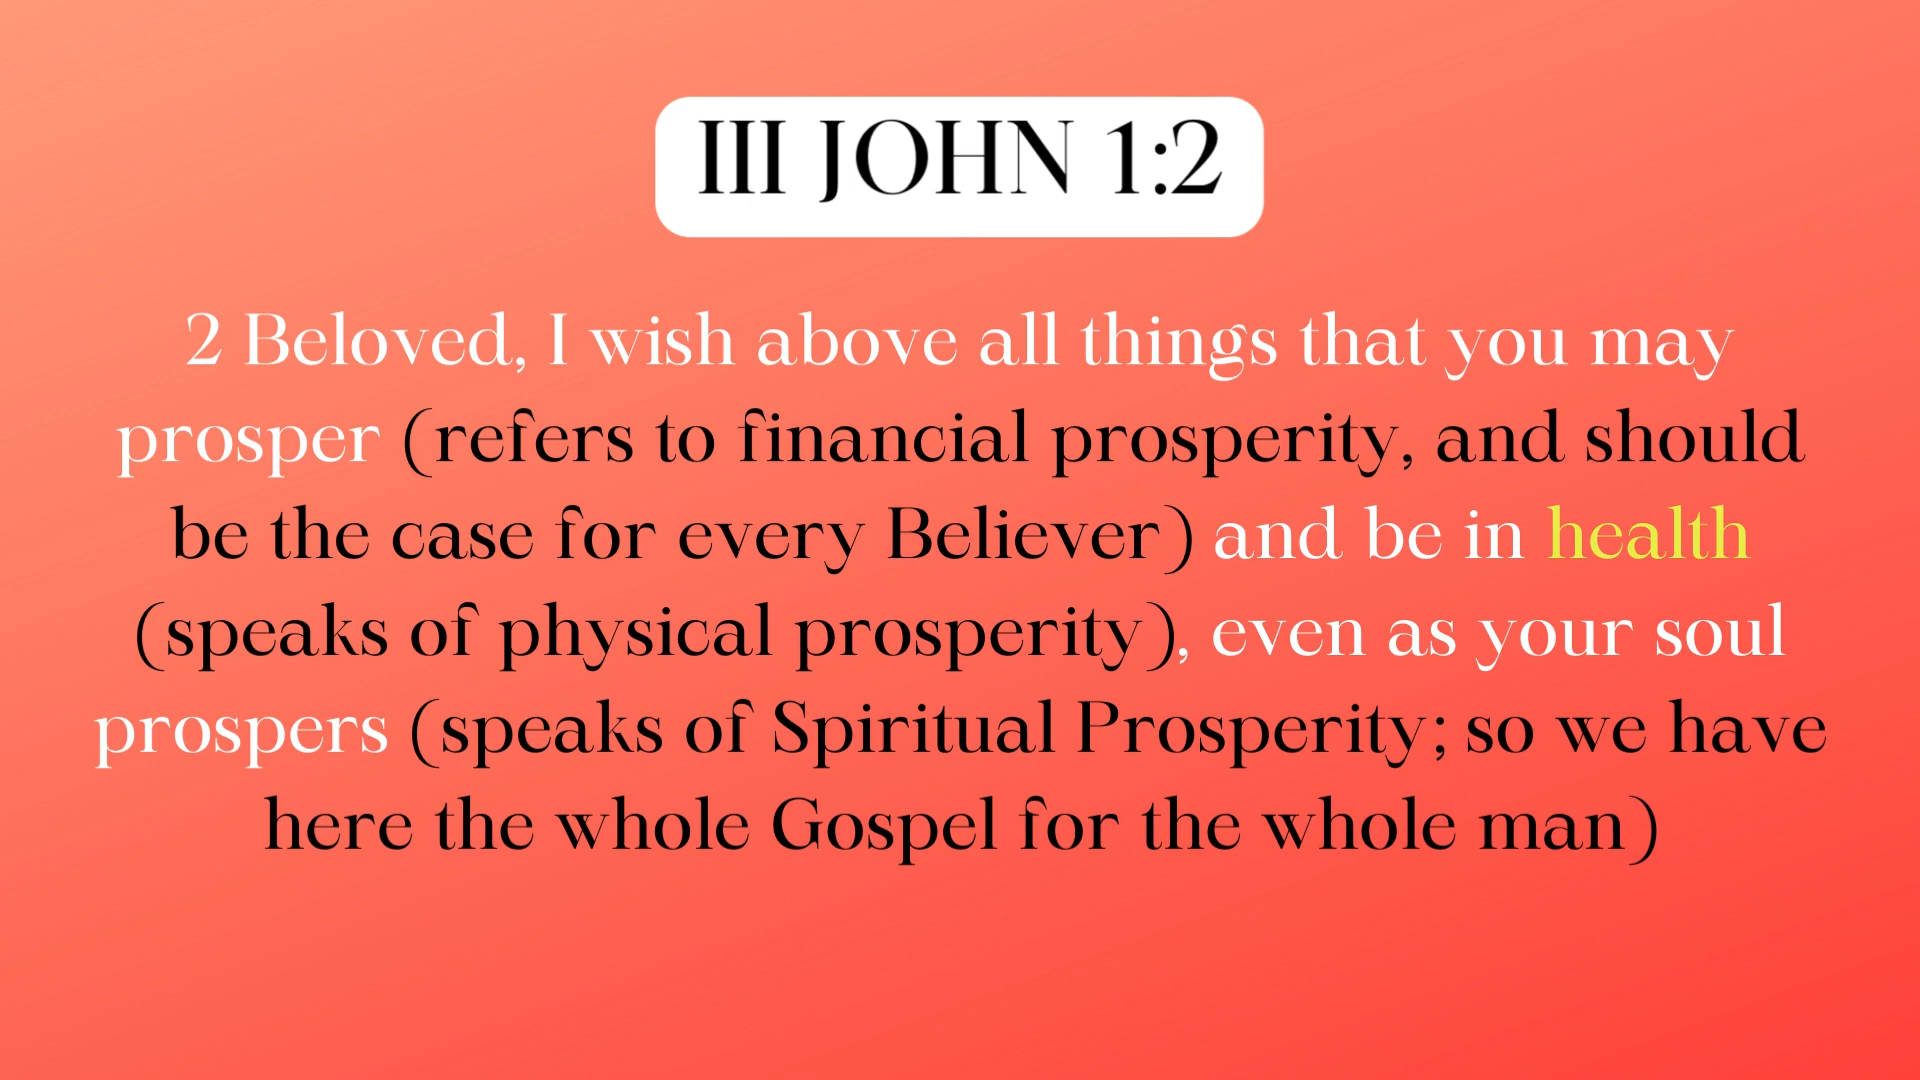 III JOHN 1:2
2 Beloved, I wish above all things that you may
prosper (refers to financial prosperity, and should
be the case for every Believer) and be in health
(speaks of physical prosperity), even as your soul
prospers (speaks of Spiritual Prosperity; so we have
here the whole Gospel for the whole man)